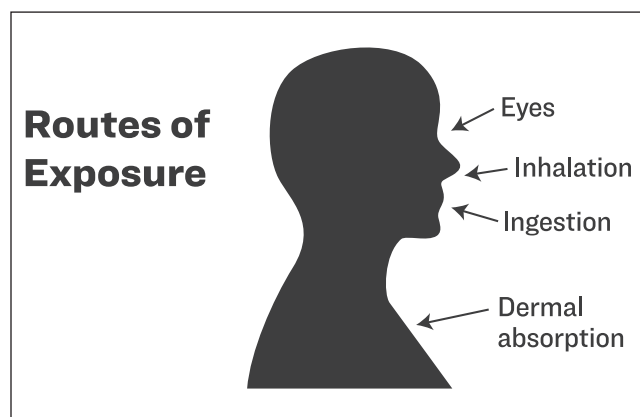 Routes of
Exposure
Eyes
Inhalation
Ingestion
Dermal
absorption